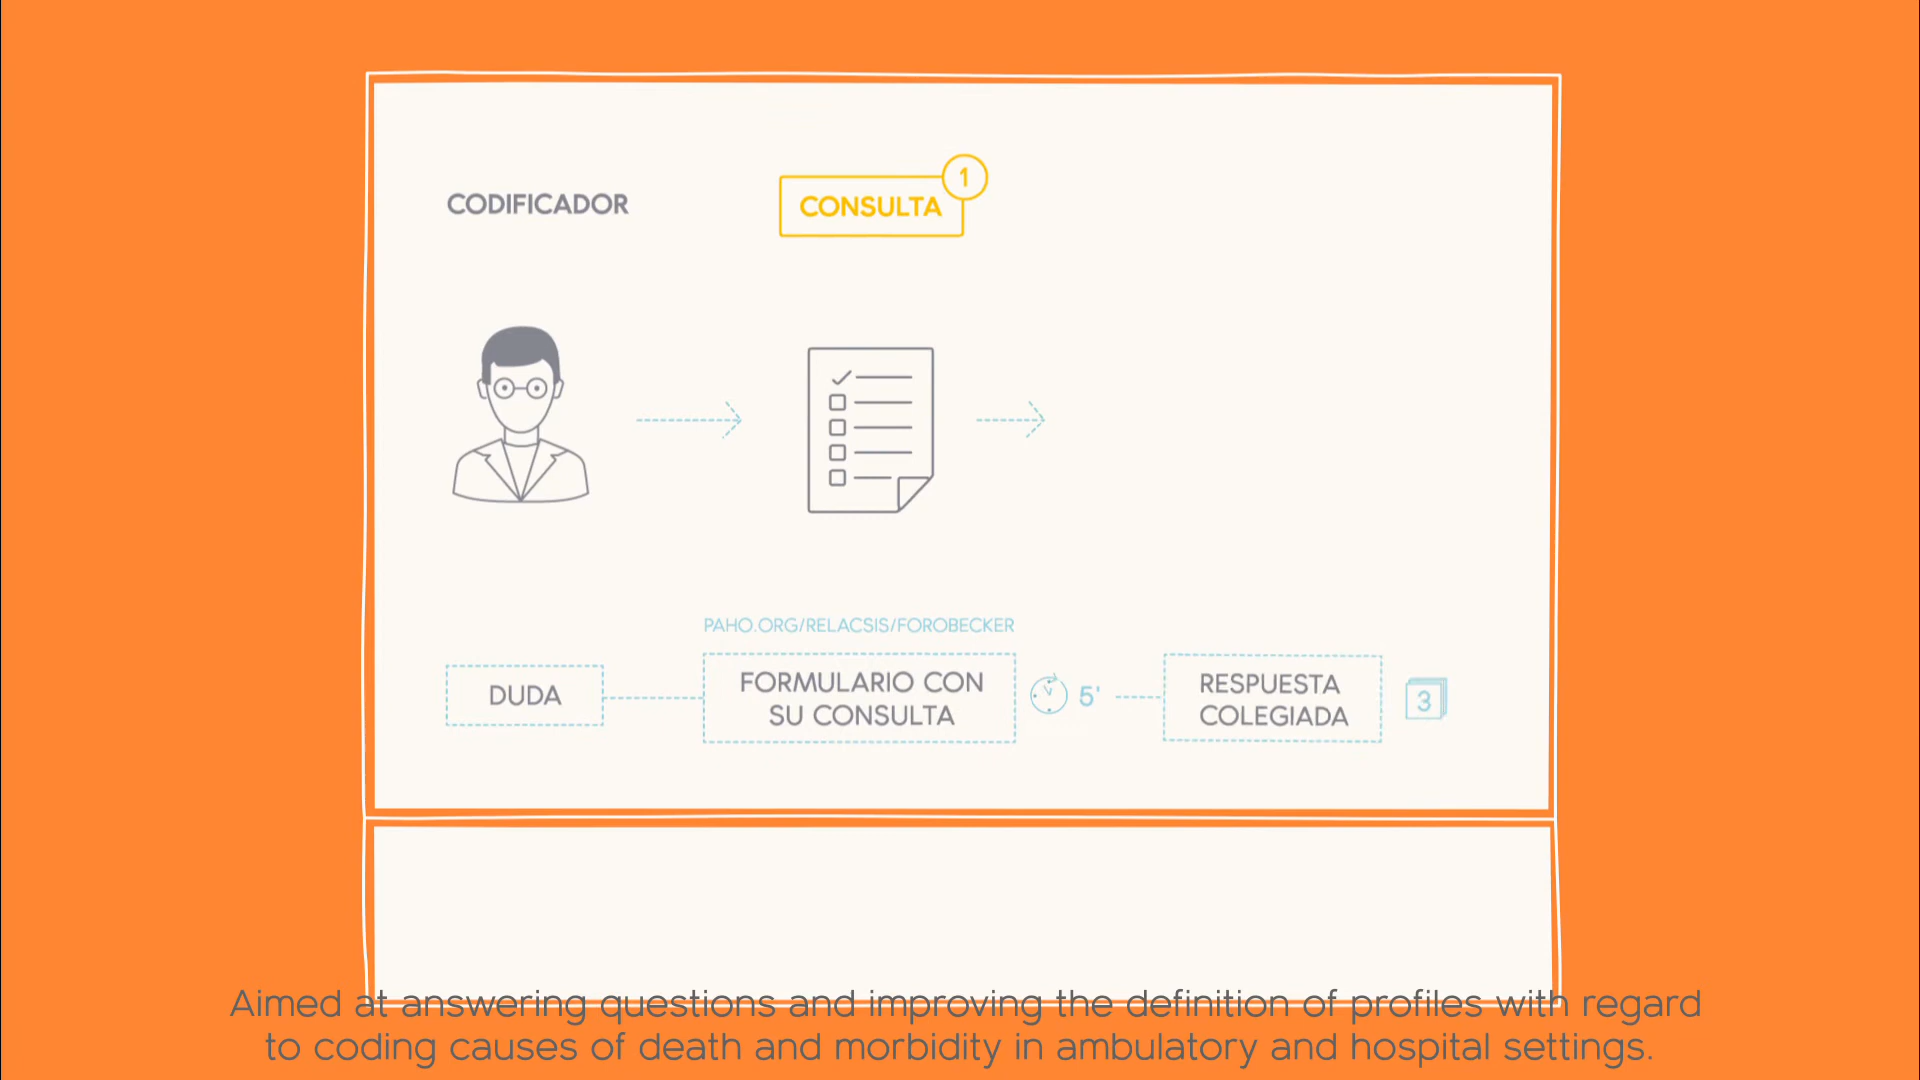 CODIFICADOR
CONSULTA
1
PAHO.ORG/RELACSIS/FOROBECKER
DUDA
FORMULARIO CON
SU CONSULTA
5'
RESPUESTA
COLEGIADA
3
Aimed at answering questions and improving the definition of profiles with regard
to coding causes of death and morbidity in ambulatory and hospital settings.